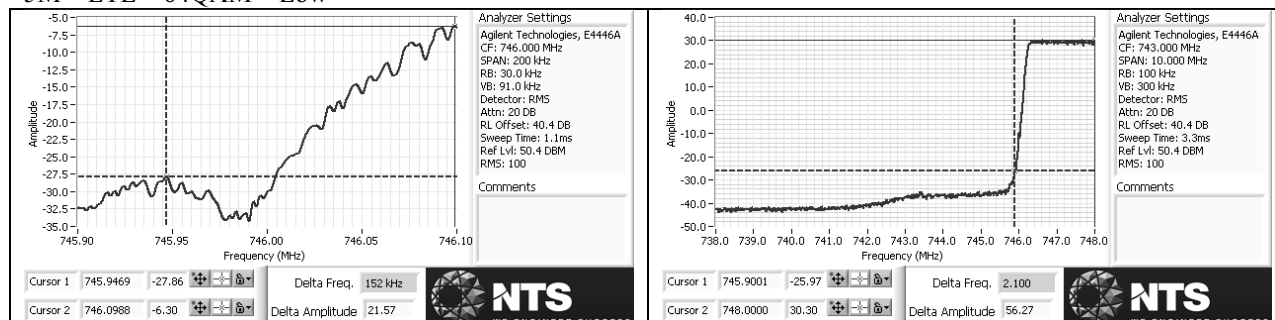 5M – LTE – 64QAM – Low
-5.0
-7.5
-10.0
-12.5
-15.0
-17.5
-20.0
-22.5
-25.0
-27.5
-30.0
-32.5
-35.0
Amplitude
745.90 745.95 746.00 746.05 746.10
Frequency (MHz)
Analyzer Settings
Agilent Technologies, E4446A
CF: 746.000 MHz
SPAN: 200 kHz
RB: 30.0 kHz
VB: 91.0 kHz
Detector: RMS
Attn: 20 DB
RL Offset: 40.4 DB
Sweep Time: 1.1ms
Ref Lvl: 50.4 DBM
RMS: 100
Comments
Cursor 1 745.9469 -27.86
Cursor 2 746.0988 -6.30
Delta Freq. 152 kHz
Delta Amplitude 21.57
NTS
40.0
30.0
20.0
10.0
0.0
-10.0
-20.0
-30.0
-40.0
-50.0
Amplitude
738.0 739.0 740.0 741.0 742.0 743.0 744.0 745.0 746.0 747.0 748.0
Frequency (MHz)
Analyzer Settings
Agilent Technologies, E4446A
CF: 743.000 MHz
SPAN: 10.000 MHz
RB: 100 kHz
VB: 300 kHz
Detector: RMS
Attn: 20 DB
RL Offset: 40.4 DB
Sweep Time: 3.3ms
Ref Lvl: 50.4 DBM
RMS: 100
Comments
Cursor 1 745.9001 -25.97
Cursor 2 748.0000 30.30
Delta Freq. 2.100
Delta Amplitude 56.27
NTS